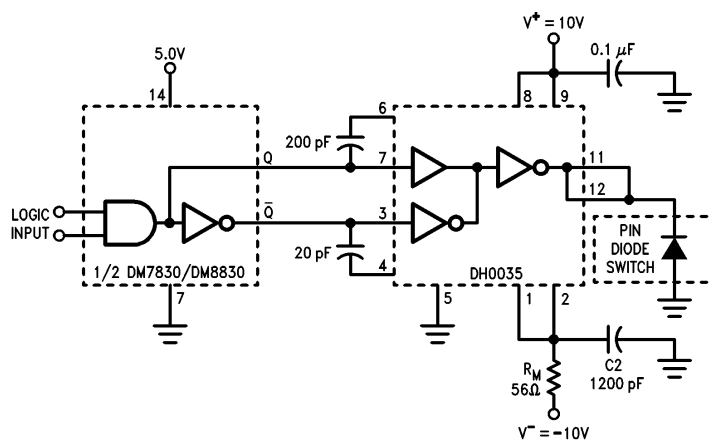 V⁺ = 10V
5.0V
0.1 µF
14
8
9
6
200 pF
Q
7
11
12
LOGIC
INPUT
Q̅
3
PIN
DIODE
SWITCH
20 pF
4
1/2 DM7830/DM8830
DH0035
7
5
1
2
R_M
56Ω
C2
1200 pF
V⁻ = −10V